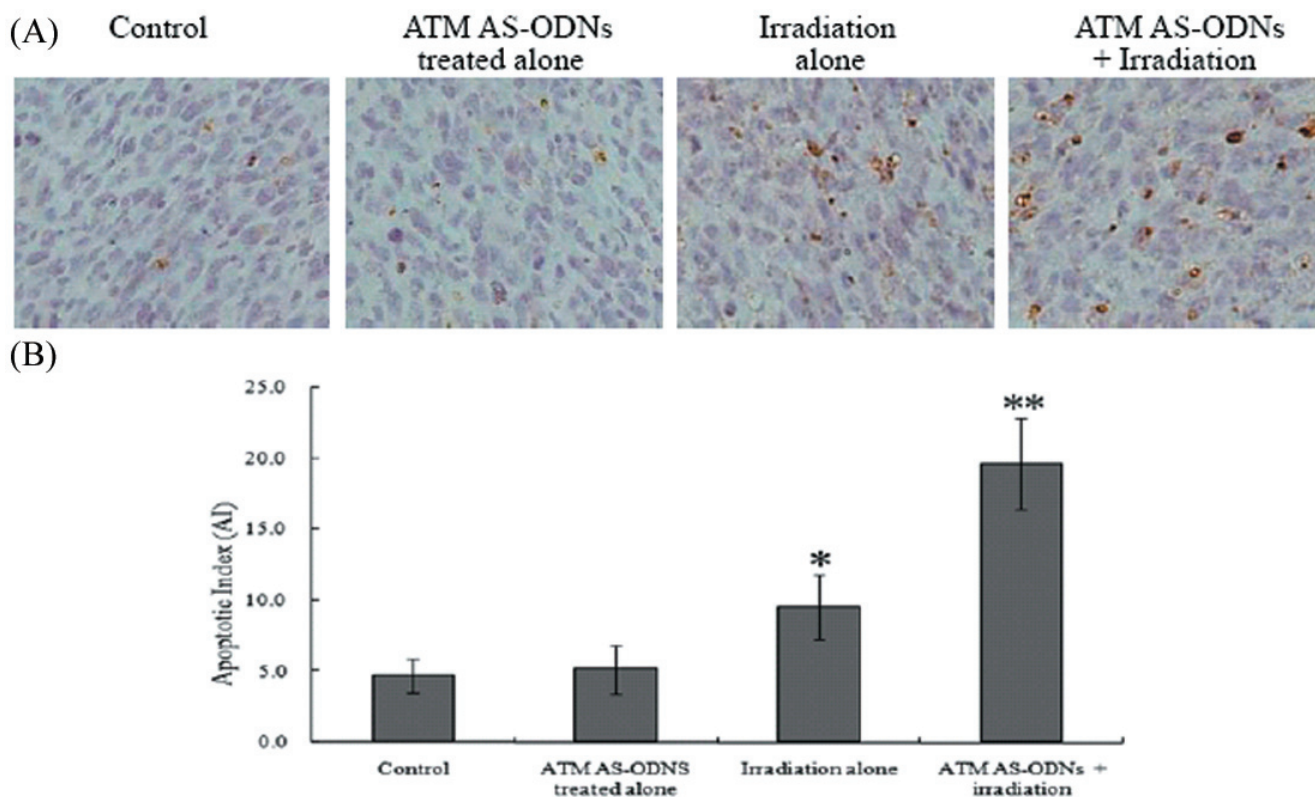 (A)
Control
ATM AS-ODNs
treated alone
Irradiation
alone
ATM AS-ODNs
+ Irradiation
(B)
Apoptotic Index (AI)
25.0
20.0
15.0
10.0
5.0
0.0
*
**
Control
ATM AS-ODNS
treated alone
Irradiation alone
ATM AS-ODNs +
irradiation